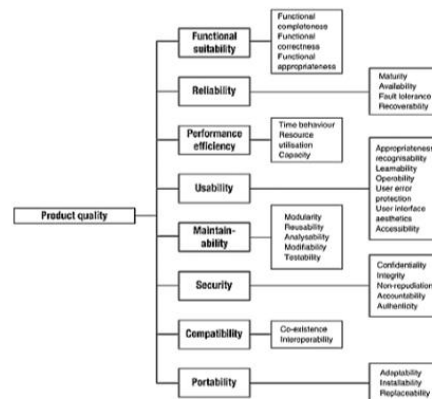 Product quality
Functional
suitability
Functional
completeness
Functional
correctness
Functional
appropriateness
Reliability
Maturity
Availability
Fault tolerance
Recoverability
Performance
efficiency
Time behaviour
Resource
utilisation
Capacity
Usability
Appropriateness
recognisability
Learnability
Operability
User error
protection
User interface
aesthetics
Accessibility
Maintain-
ability
Modularity
Reusability
Analysability
Modifiability
Testability
Security
Confidentiality
Integrity
Non-repudiation
Accountability
Authenticity
Compatibility
Co-existence
Interoperability
Portability
Adaptability
Installability
Replaceability